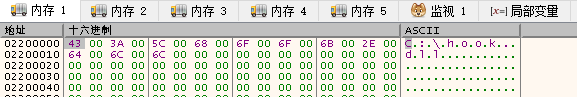 内存 1 内存 2 内存 3 内存 4 内存 5 监视 1 [x=] 局部变量
地址 十六进制 ASCII
02200000 43 00 3A 00 5C 00 68 00 6F 00 6F 00 6B 00 2E 00 C.:.\.h.o.o.k...
02200010 64 00 6C 00 6C 00 00 00 00 00 00 00 00 00 00 00 d.l.l...........
02200020 00 00 00 00 00 00 00 00 00 00 00 00 00 00 00 00 ................
02200030 00 00 00 00 00 00 00 00 00 00 00 00 00 00 00 00 ................
02200040 00 00 00 00 00 00 00 00 00 00 00 00 00 00 00 00 ................